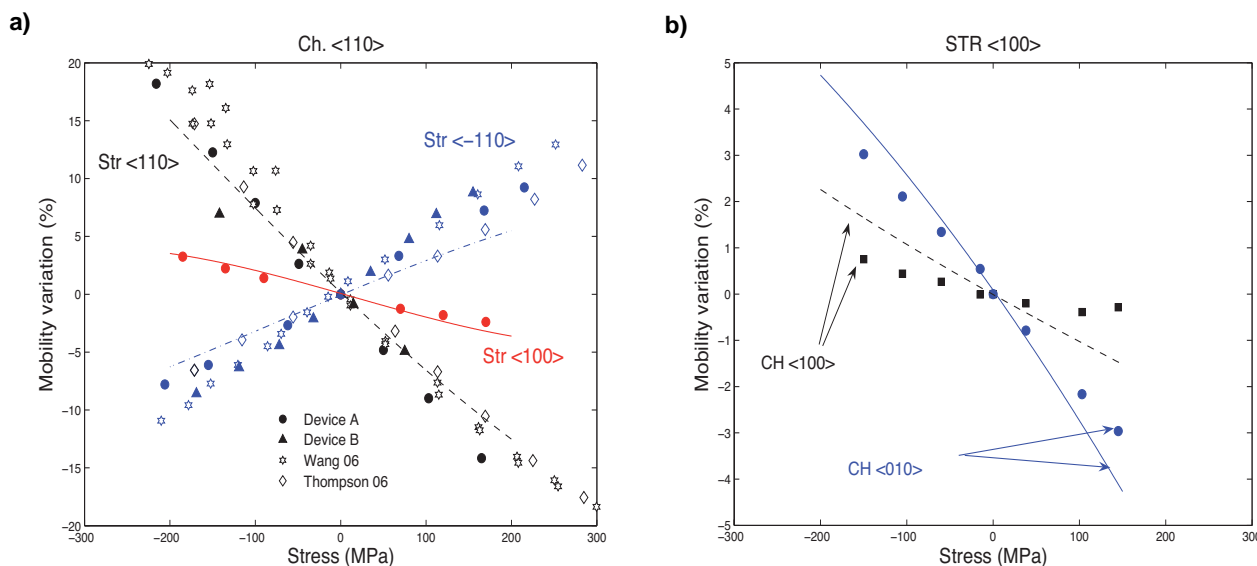 a)
Ch. <110>
20
15
10
5
0
−5
−10
−15
−20
−300
−200
−100
0
100
200
300
Mobility variation (%)
Stress (MPa)
Str <110>
Str <−110>
Str <100>
Device A
Device B
Wang 06
Thompson 06
b)
STR <100>
5
4
3
2
1
0
−1
−2
−3
−4
−5
−300
−200
−100
0
100
200
300
Mobility variation (%)
Stress (MPa)
CH <100>
CH <010>